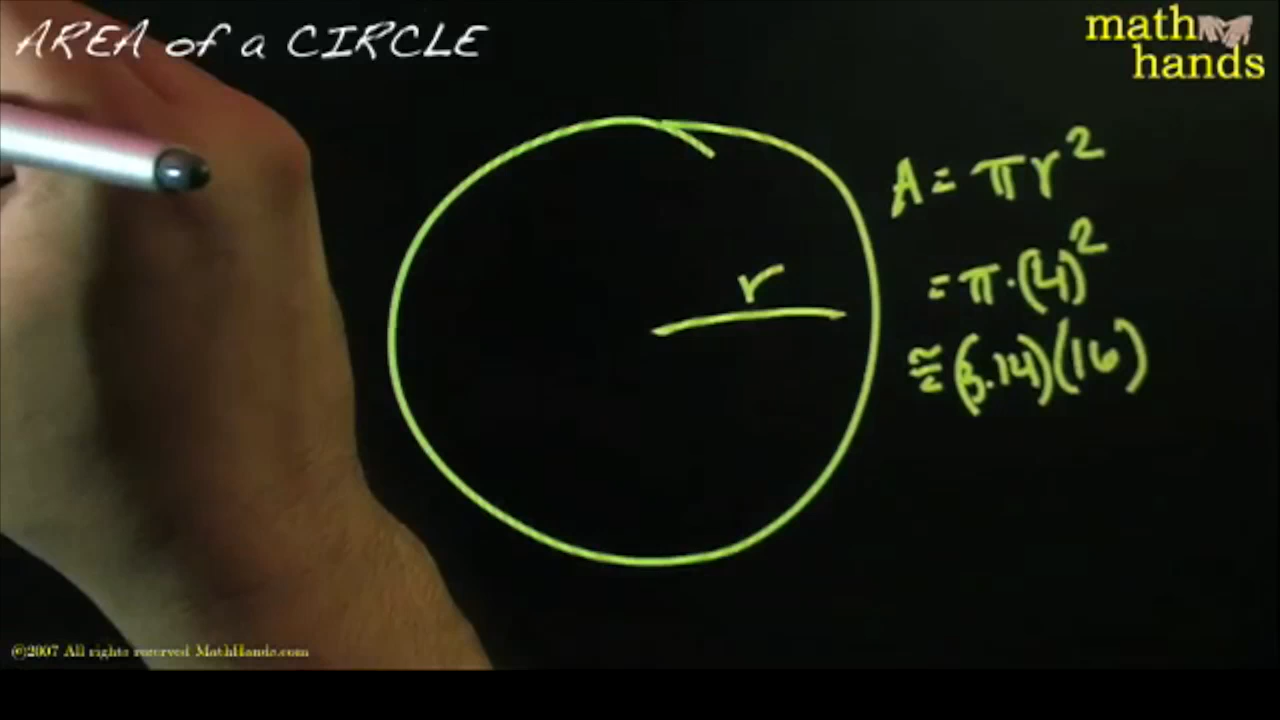 AREA of a CIRCLE
math
hands
A = πr²
r
= π·(4)²
≅ (3.14)(16)
©2007 All rights reserved MathHands.com